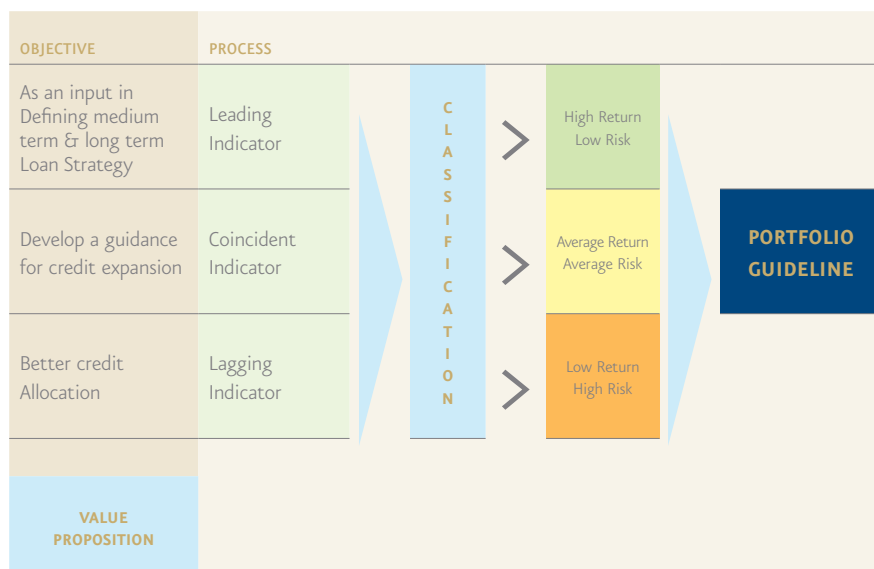 OBJECTIVE
PROCESS
As an input in
Defining medium
term & long term
Loan Strategy
Leading
Indicator
Develop a guidance
for credit expansion
Coincident
Indicator
Better credit
Allocation
Lagging
Indicator
CLASSIFICATION
High Return
Low Risk
Average Return
Average Risk
Low Return
High Risk
PORTFOLIO
GUIDELINE
VALUE
PROPOSITION